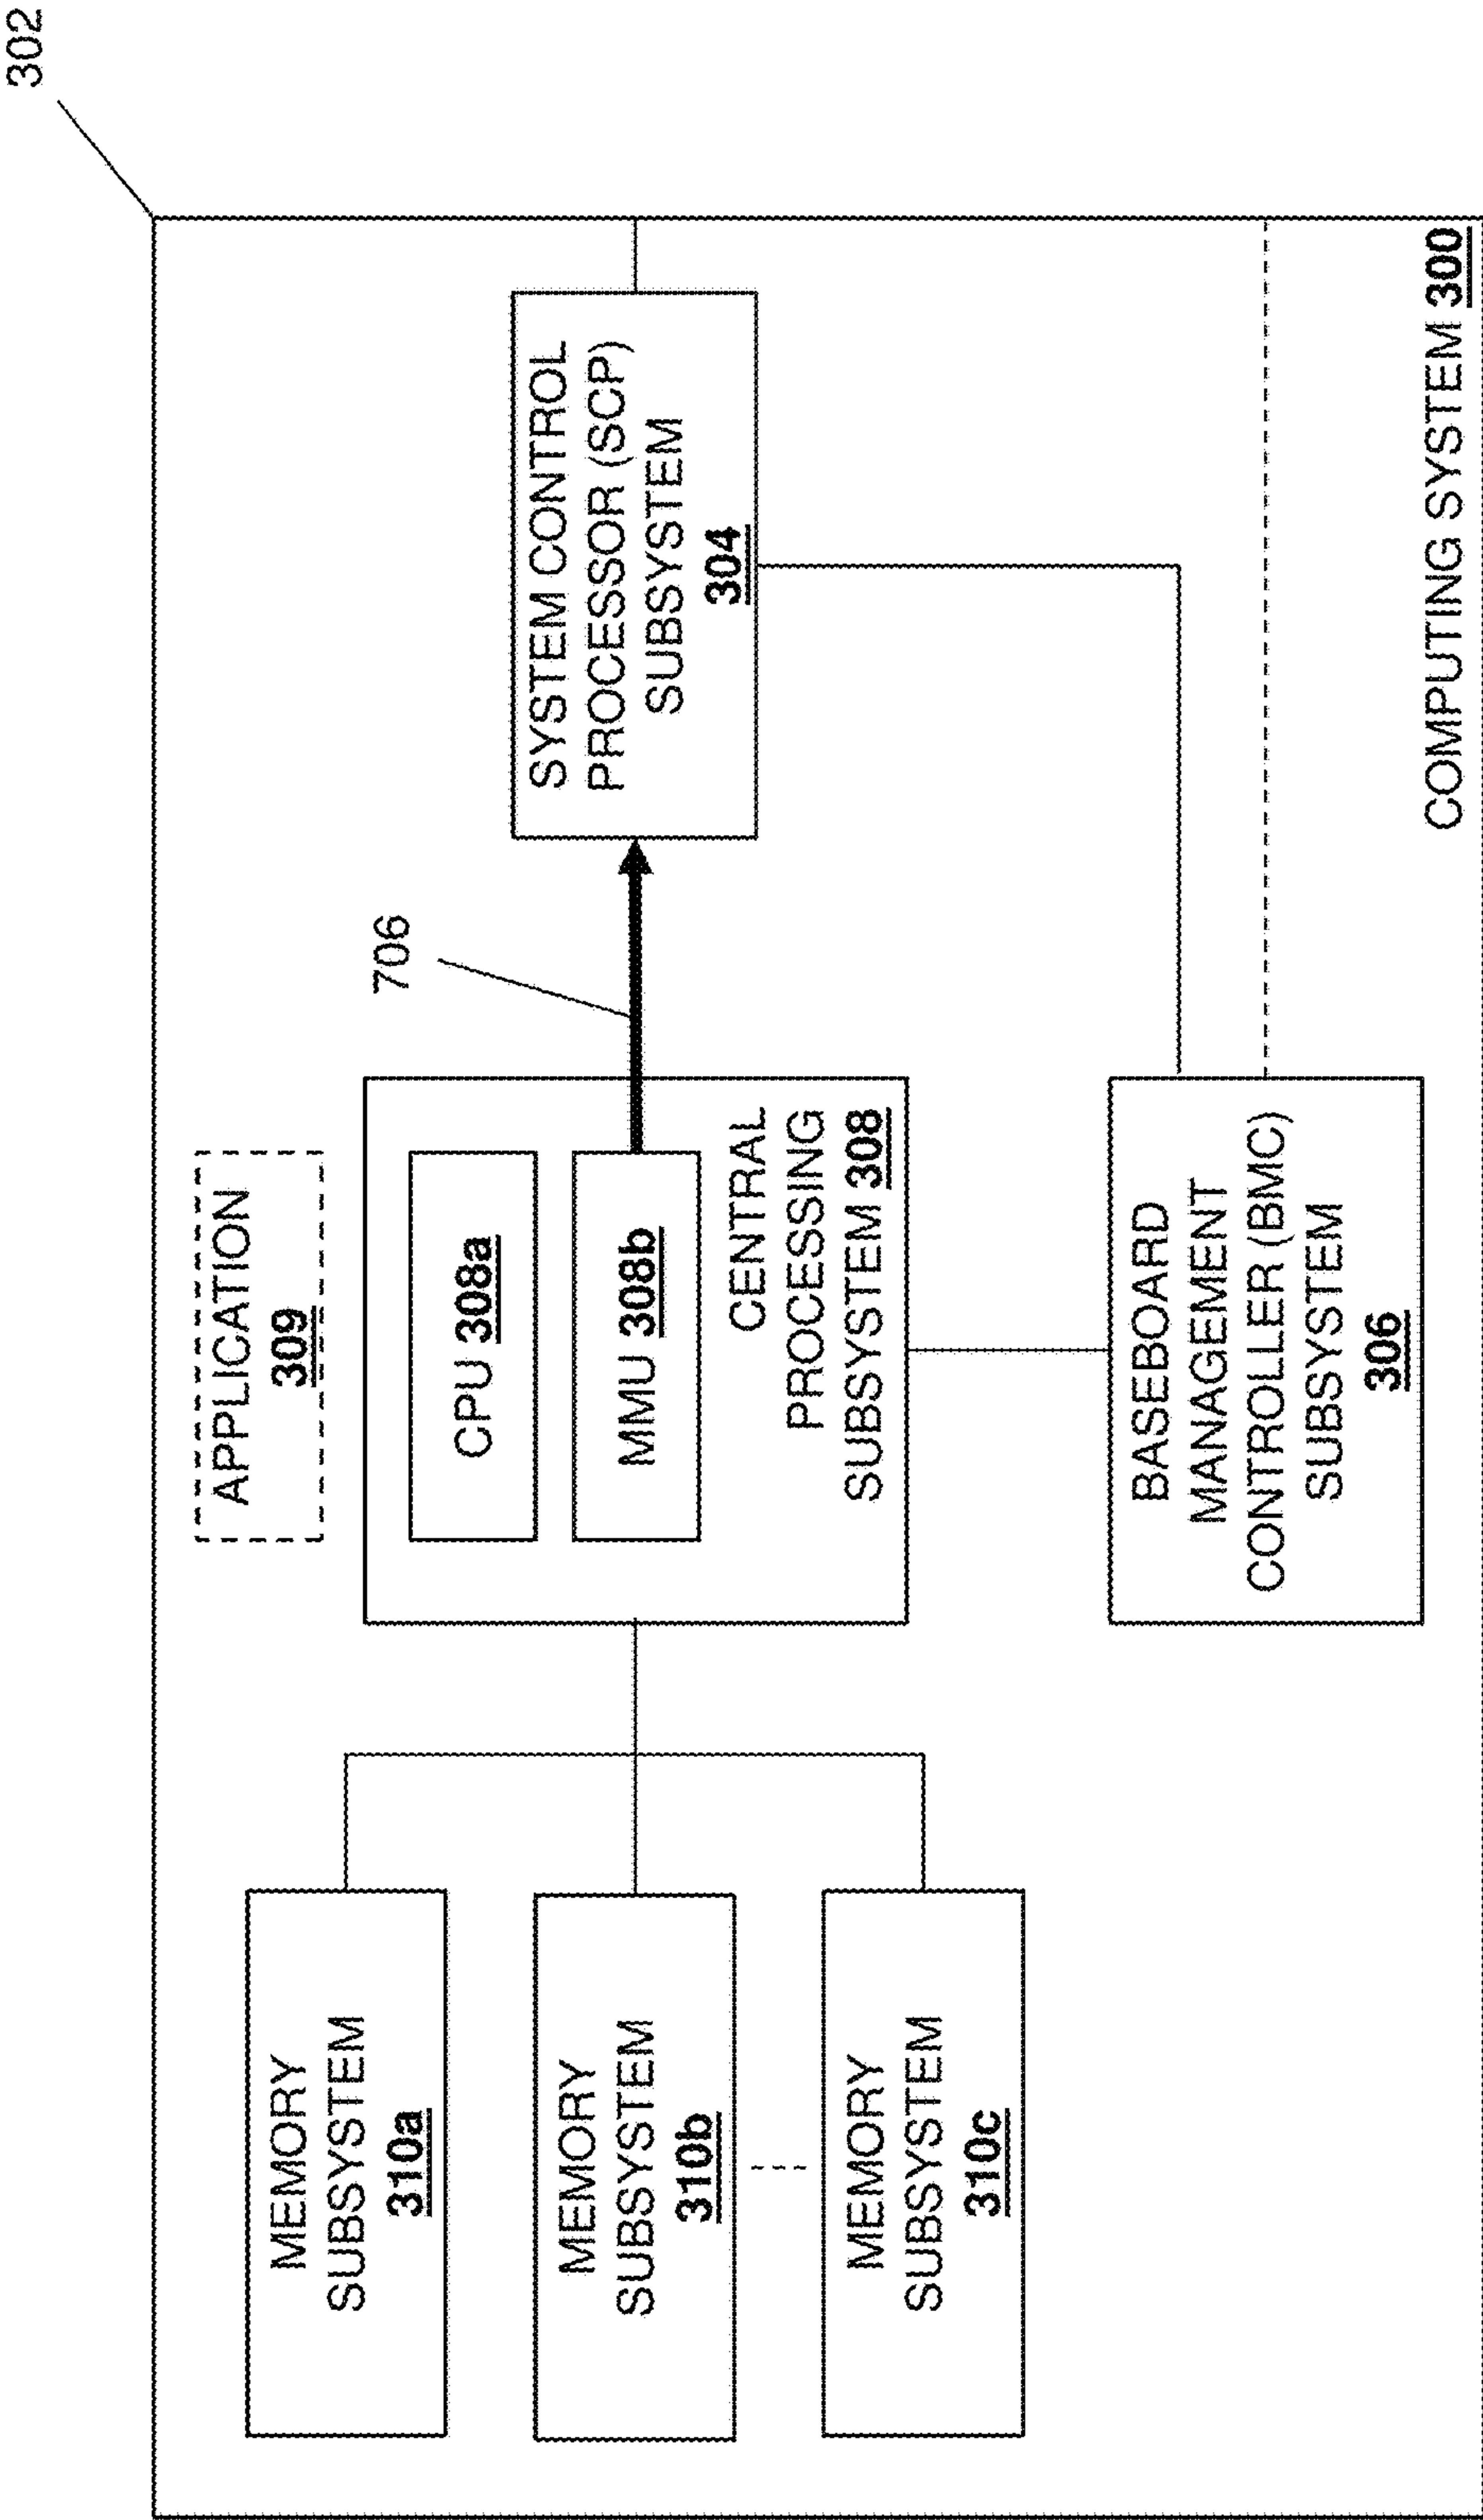 302
MEMORY
SUBSYSTEM
310a
MEMORY
SUBSYSTEM
310b
MEMORY
SUBSYSTEM
310c
APPLICATION
309
CPU 308a
MMU 308b
CENTRAL
PROCESSING
SUBSYSTEM 308
706
SYSTEM CONTROL
PROCESSOR (SCP)
SUBSYSTEM
304
BASEBOARD
MANAGEMENT
CONTROLLER (BMC)
SUBSYSTEM
306
COMPUTING SYSTEM 300